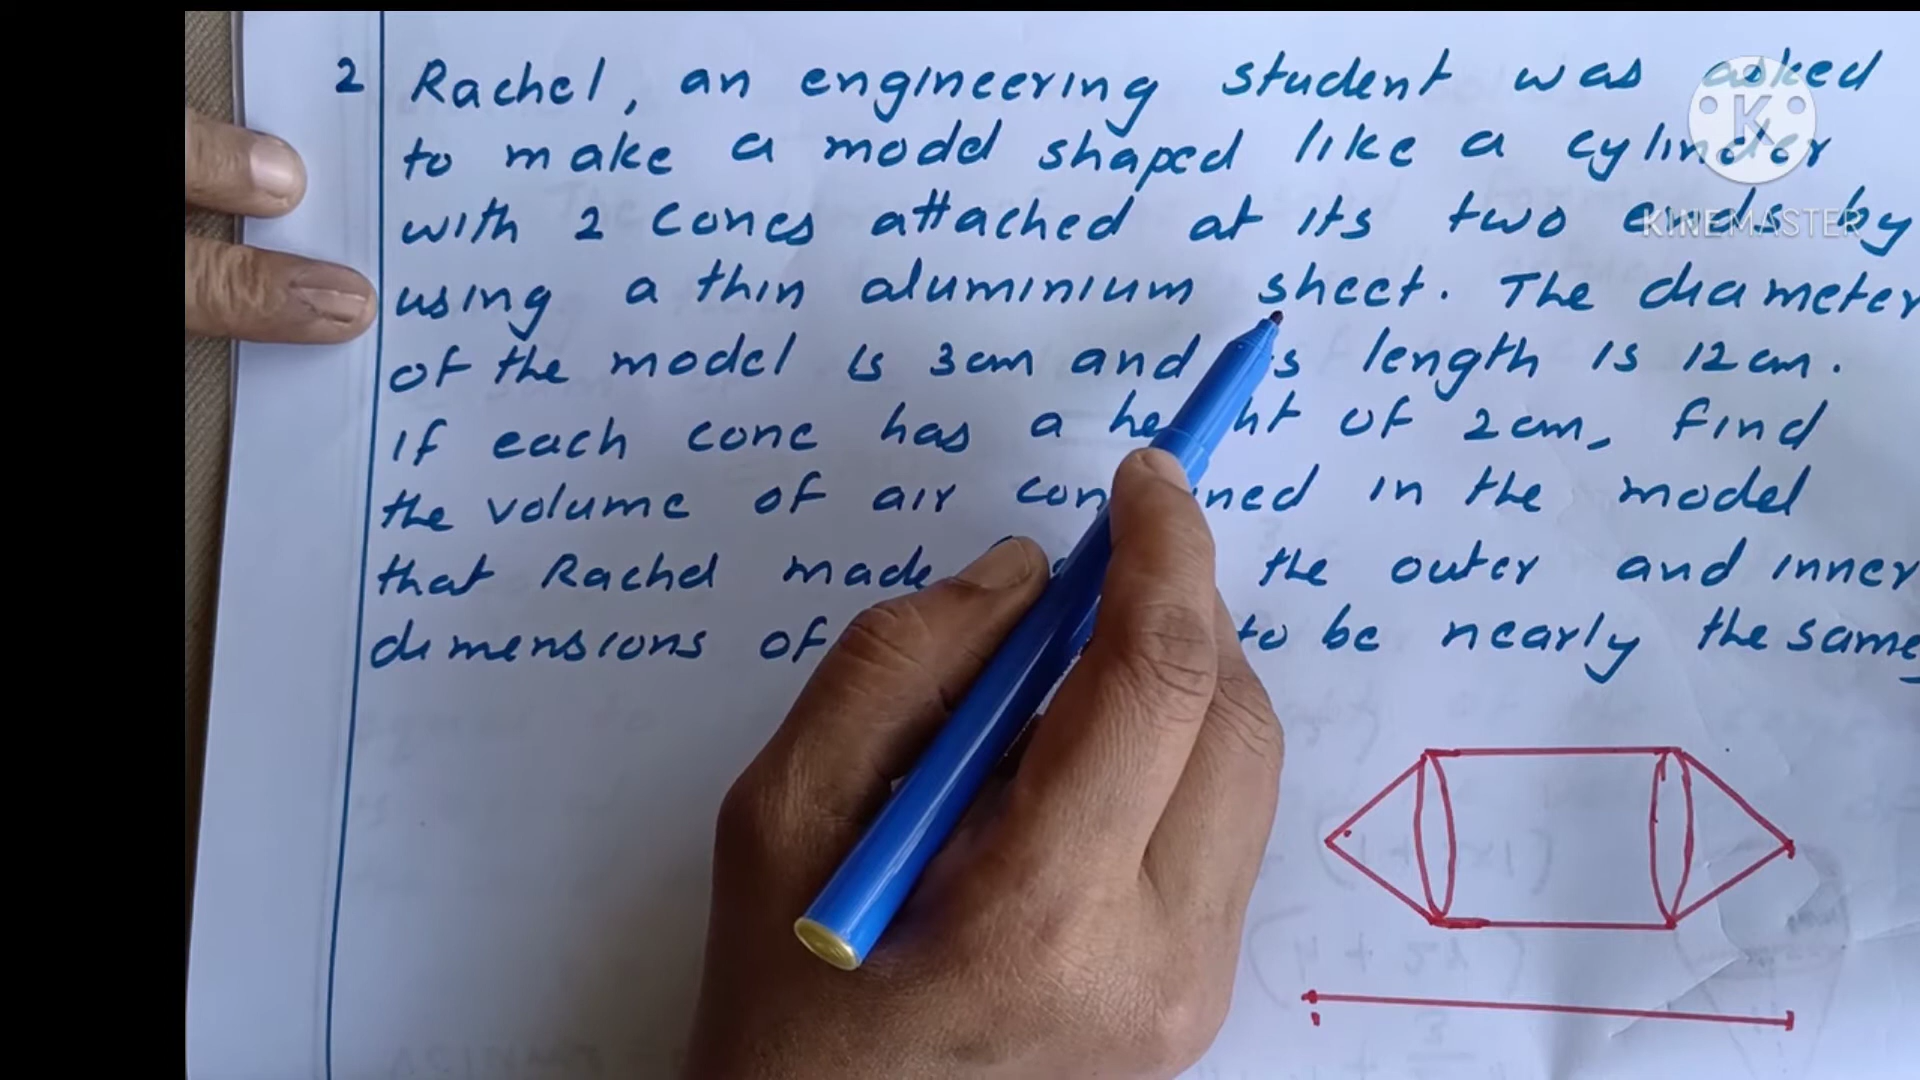 2 Rachel, an engineering student was asked
to make a model shaped like a cylinder
with 2 cones attached at its two ends by
using a thin aluminium sheet. The diameter
of the model is 3cm and its length is 12cm.
If each cone has a height of 2cm, find
the volume of air contained in the model
that Rachel made the outer and inner
dimensions of to be nearly the same
K
KINEMASTER